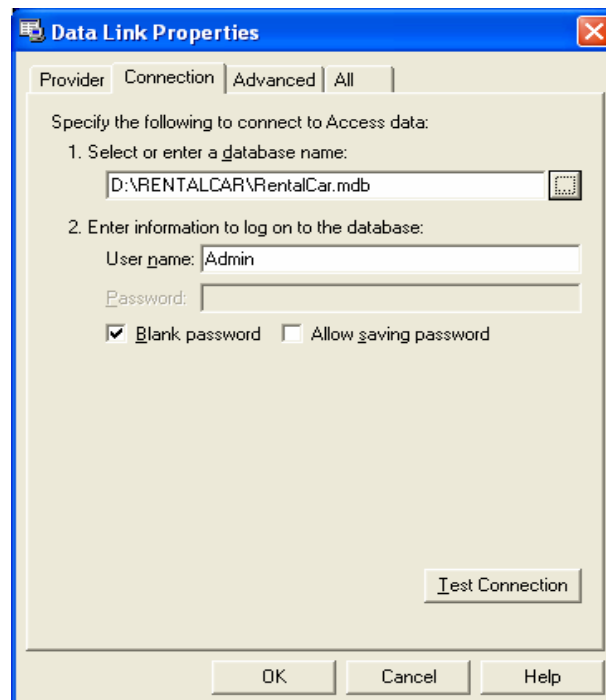 Data Link Properties
Provider Connection Advanced All
Specify the following to connect to Access data:
1. Select or enter a database name:
D:\RENTALCAR\RentalCar.mdb ...
2. Enter information to log on to the database:
User name: Admin
Password:
Blank password Allow saving password
Test Connection
OK Cancel Help